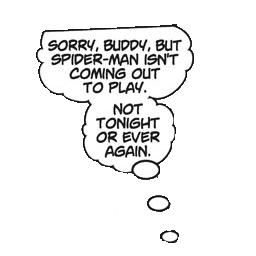 SORRY, BUDDY, BUT
SPIDER-MAN ISN'T
COMING OUT
TO PLAY.
NOT
TONIGHT
OR EVER
AGAIN.